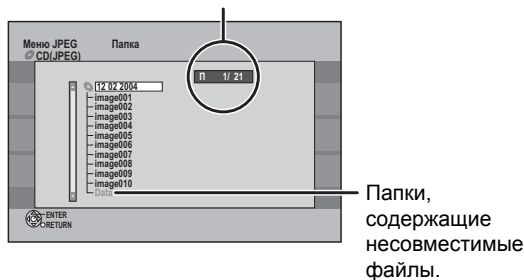 Меню JPEG Папка
CD(JPEG)
П 1/ 21
12 02 2004
image001
image002
image003
image004
image005
image006
image007
image008
image009
image010
Data
ENTER
RETURN
Папки,
содержащие
несовместимые
файлы.